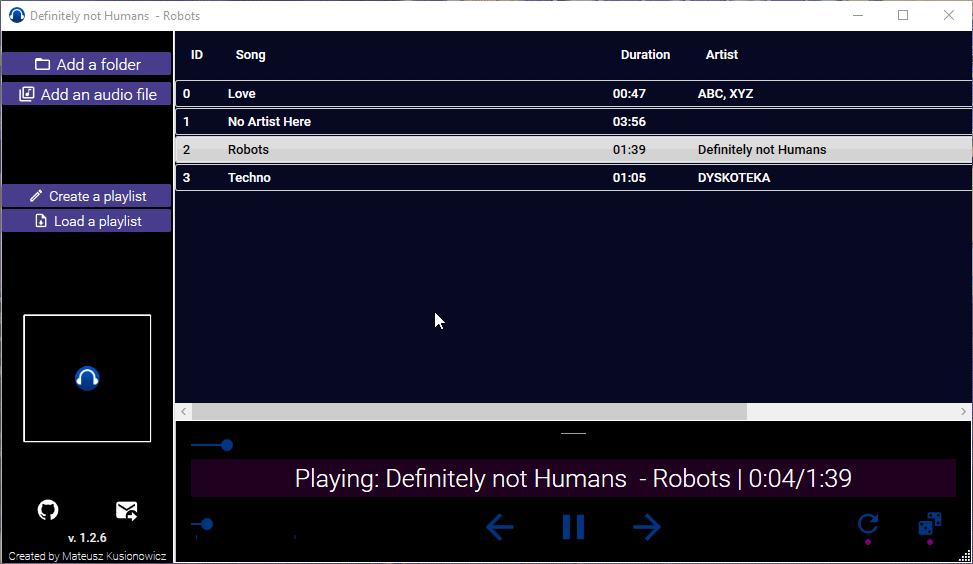 Definitely not Humans - Robots
Add a folder
Add an audio file
Create a playlist
Load a playlist
v. 1.2.6
Created by Mateusz Kusionowicz
ID Song Duration Artist
0 Love 00:47 ABC, XYZ
1 No Artist Here 03:56
2 Robots 01:39 Definitely not Humans
3 Techno 01:05 DYSKOTEKA
Playing: Definitely not Humans - Robots | 0:04/1:39